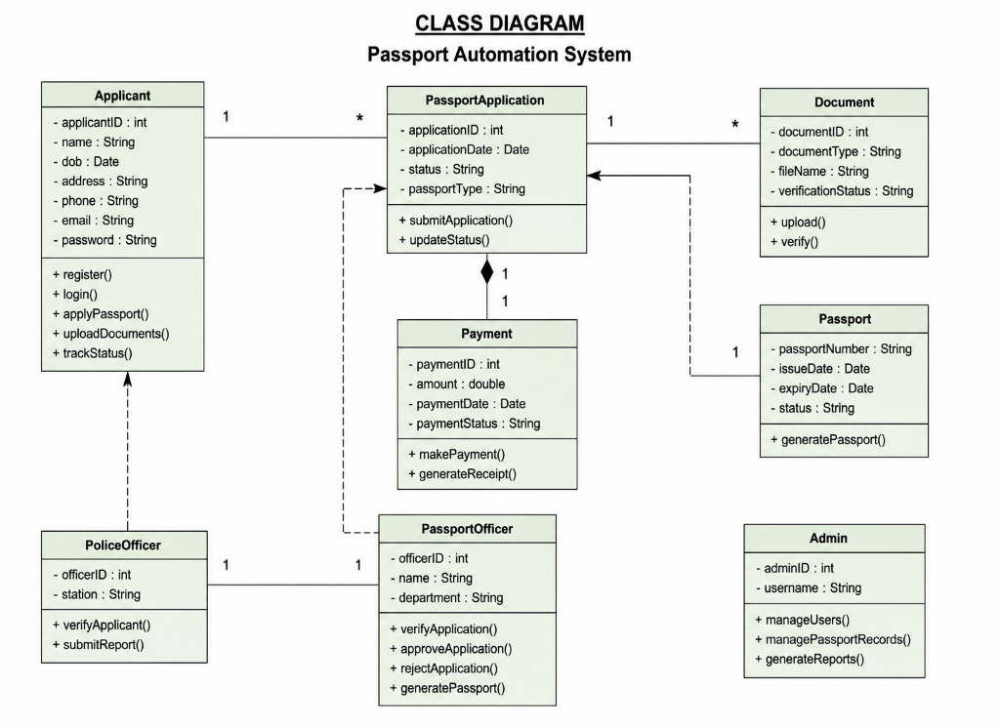 CLASS DIAGRAM
Passport Automation System
Applicant
- applicantID : int
- name : String
- dob : Date
- address : String
- phone : String
- email : String
- password : String
+ register()
+ login()
+ applyPassport()
+ uploadDocuments()
+ trackStatus()
1
*
PassportApplication
- applicationID : int
- applicationDate : Date
- status : String
- passportType : String
+ submitApplication()
+ updateStatus()
1
*
Document
- documentID : int
- documentType : String
- fileName : String
- verificationStatus : String
+ upload()
+ verify()
1
1
Payment
- paymentID : int
- amount : double
- paymentDate : Date
- paymentStatus : String
+ makePayment()
+ generateReceipt()
1
Passport
- passportNumber : String
- issueDate : Date
- expiryDate : Date
- status : String
+ generatePassport()
PoliceOfficer
- officerID : int
- station : String
+ verifyApplicant()
+ submitReport()
1
1
PassportOfficer
- officerID : int
- name : String
- department : String
+ verifyApplication()
+ approveApplication()
+ rejectApplication()
+ generatePassport()
Admin
- adminID : int
- username : String
+ manageUsers()
+ managePassportRecords()
+ generateReports()